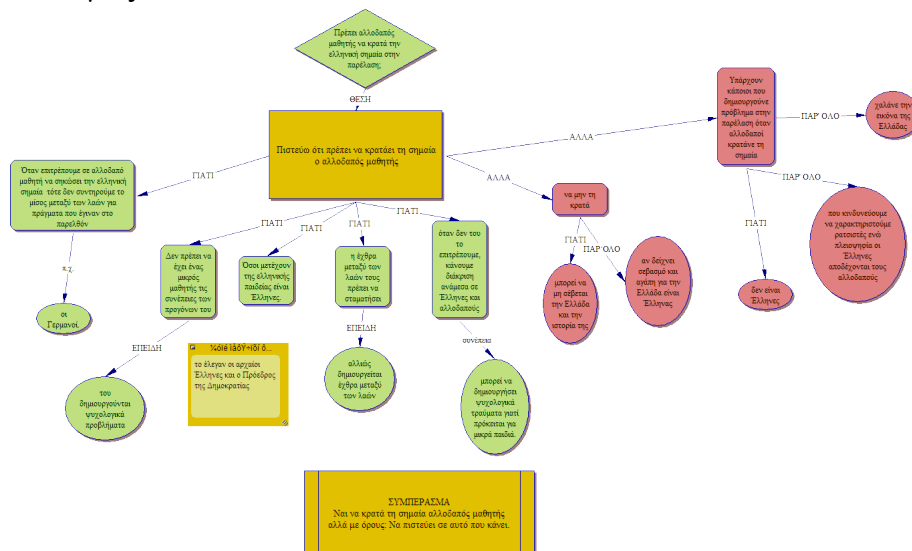 Πρέπει αλλοδαπός
μαθητής να κρατά την
ελληνική σημαία στην
παρέλαση;
ΘΕΣΗ
Πιστεύω ότι πρέπει να κρατάει τη σημαία
ο αλλοδαπός μαθητής
ΓΙΑΤΙ
Όταν επιτρέπουμε σε αλλοδαπό
μαθητή να σηκώσει την ελληνική
σημαία τότε δεν συντηρούμε το
μίσος μεταξύ των λαών για
πράγματα που έγιναν στο
παρελθόν
π.χ.
οι
Γερμανοί.
ΓΙΑΤΙ
Δεν πρέπει να
έχει ένας
μικρός
μαθητής τις
συνέπειες των
προγόνων του
ΕΠΕΙΔΗ
του
δημιουργούνται
ψυχολογικά
προβλήματα
ΓΙΑΤΙ
Όσοι μετέχουν
της ελληνικής
παιδείας είναι
Έλληνες.
το έλεγαν οι αρχαίοι
Έλληνες και ο Πρόεδρος
της Δημοκρατίας
ΓΙΑΤΙ
η έχθρα
μεταξύ των
λαών τους
πρέπει να
σταματήσει
ΕΠΕΙΔΗ
αλλιώς
δημιουργείται
έχθρα μεταξύ
των λαών
ΓΙΑΤΙ
όταν δεν του
το
επιτρέπουμε,
κάνουμε
διάκριση
ανάμεσα σε
Έλληνες και
αλλοδαπούς
συνέπεια
μπορεί να
δημιουργήσει
ψυχολογικά
τραύματα γιατί
πρόκειται για
μικρά παιδιά.
ΑΛΛΑ
να μην τη
κρατά
ΓΙΑΤΙ
μπορεί να
μη σέβεται
την Ελλάδα
και την
ιστορία της
ΠΑΡ' ΟΛΟ
αν δείχνει
σεβασμό και
αγάπη για την
Ελλάδα είναι
Έλληνας
ΑΛΛΑ
Υπάρχουν
κάποιοι που
δημιουργούνε
πρόβλημα στην
παρέλαση όταν
αλλοδαποί
κρατάνε τη
σημαία
ΠΑΡ' ΟΛΟ
χαλάνε την
εικόνα της
Ελλάδας
ΓΙΑΤΙ
δεν είναι
Έλληνες
ΠΑΡ' ΟΛΟ
που κινδυνεύουμε
να χαρακτηριστούμε
ρατσιστές ενώ
πλειοψηφία οι
Έλληνες
αποδέχονται τους
αλλοδαπούς
ΣΥΜΠΕΡΑΣΜΑ
Ναι να κρατά τη σημαία αλλοδαπός μαθητής
αλλά με όρους: Να πιστεύει σε αυτό που κάνει.